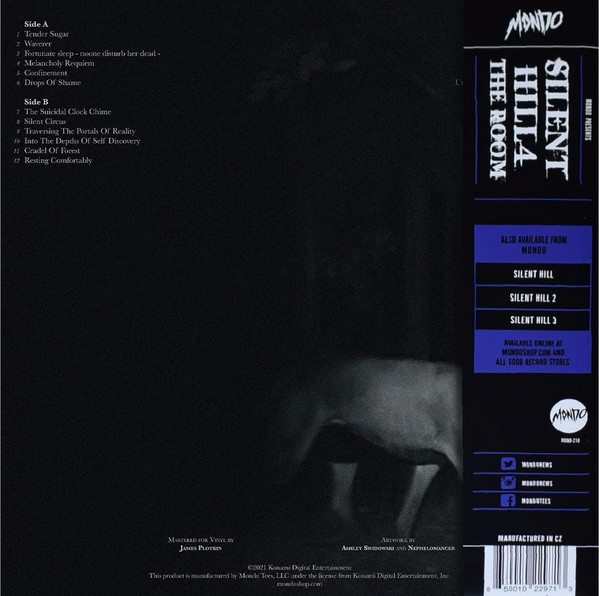 Side A
1 Tender Sugar
2 Waverer
3 Fortunate sleep - noone disturb her dead -
4 Melancholy Requiem
5 Confinement
6 Drops Of Shame
Side B
7 The Suicidal Clock Chime
8 Silent Circus
9 Traversing The Portals Of Reality
10 Into The Depths Of Self Discovery
11 Cradel Of Forest
12 Resting Comfortably
Mastered for Vinyl by
James Plotkin
Artwork by
Ashley Swidowski and Nephelomancer
©2021 Konami Digital Entertainment
This product is manufactured by Mondo Tees, LLC under the license from Konami Digital Entertainment, Inc.
mondoshop.com
MONDO
MONDO PRESENTS
SILENT
HILL 4
THE ROOM
ALSO AVAILABLE FROM
MONDO
SILENT HILL
SILENT HILL 2
SILENT HILL 3
AVAILABLE ONLINE AT
MONDOSHOP.COM AND
ALL GOOD RECORD STORES
MONDO
MOND-218
MONDONEWS
MONDONEWS
MONDOTEES
MANUFACTURED IN CZ
8 50010 22971 3